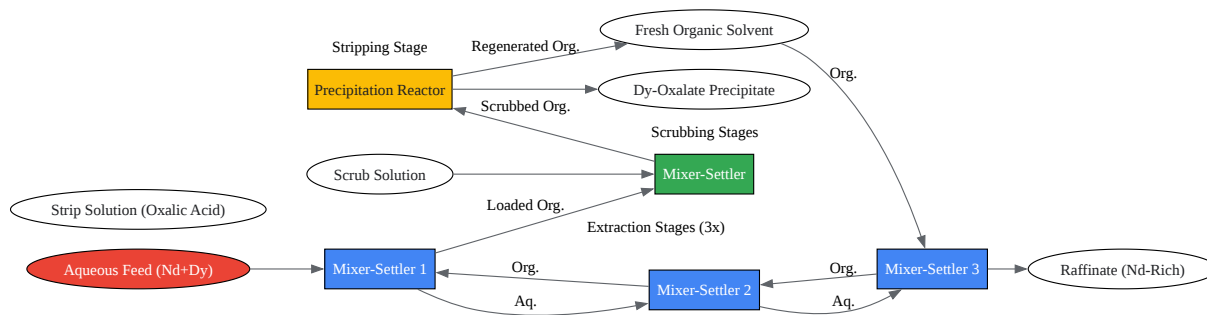 Fresh Organic Solvent
Stripping Stage
Regenerated Org.
Org.
Precipitation Reactor
Dy-Oxalate Precipitate
Scrubbed Org.
Scrubbing Stages
Scrub Solution
Mixer-Settler
Loaded Org.
Strip Solution (Oxalic Acid)
Extraction Stages (3x)
Aqueous Feed (Nd+Dy)
Mixer-Settler 1
Org.
Mixer-Settler 2
Org.
Mixer-Settler 3
Raffinate (Nd-Rich)
Aq.
Aq.